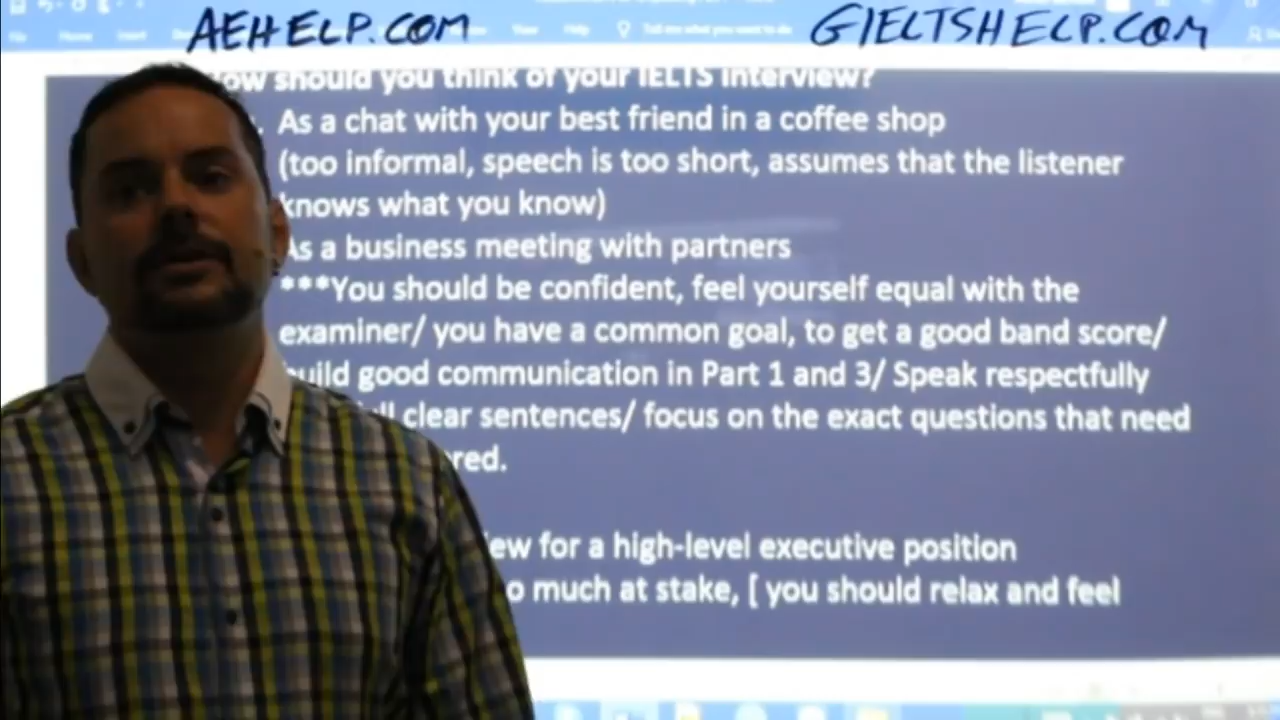 AEHELP.COM
GIELTSHELP.COM
ow should you think of your IELTS interview?
As a chat with your best friend in a coffee shop
(too informal, speech is too short, assumes that the listener
knows what you know)
As a business meeting with partners
***You should be confident, feel yourself equal with the
examiner/ you have a common goal, to get a good band score/
uild good communication in Part 1 and 3/ Speak respectfully
ll clear sentences/ focus on the exact questions that need
red.
ew for a high-level executive position
o much at stake, [ you should relax and feel